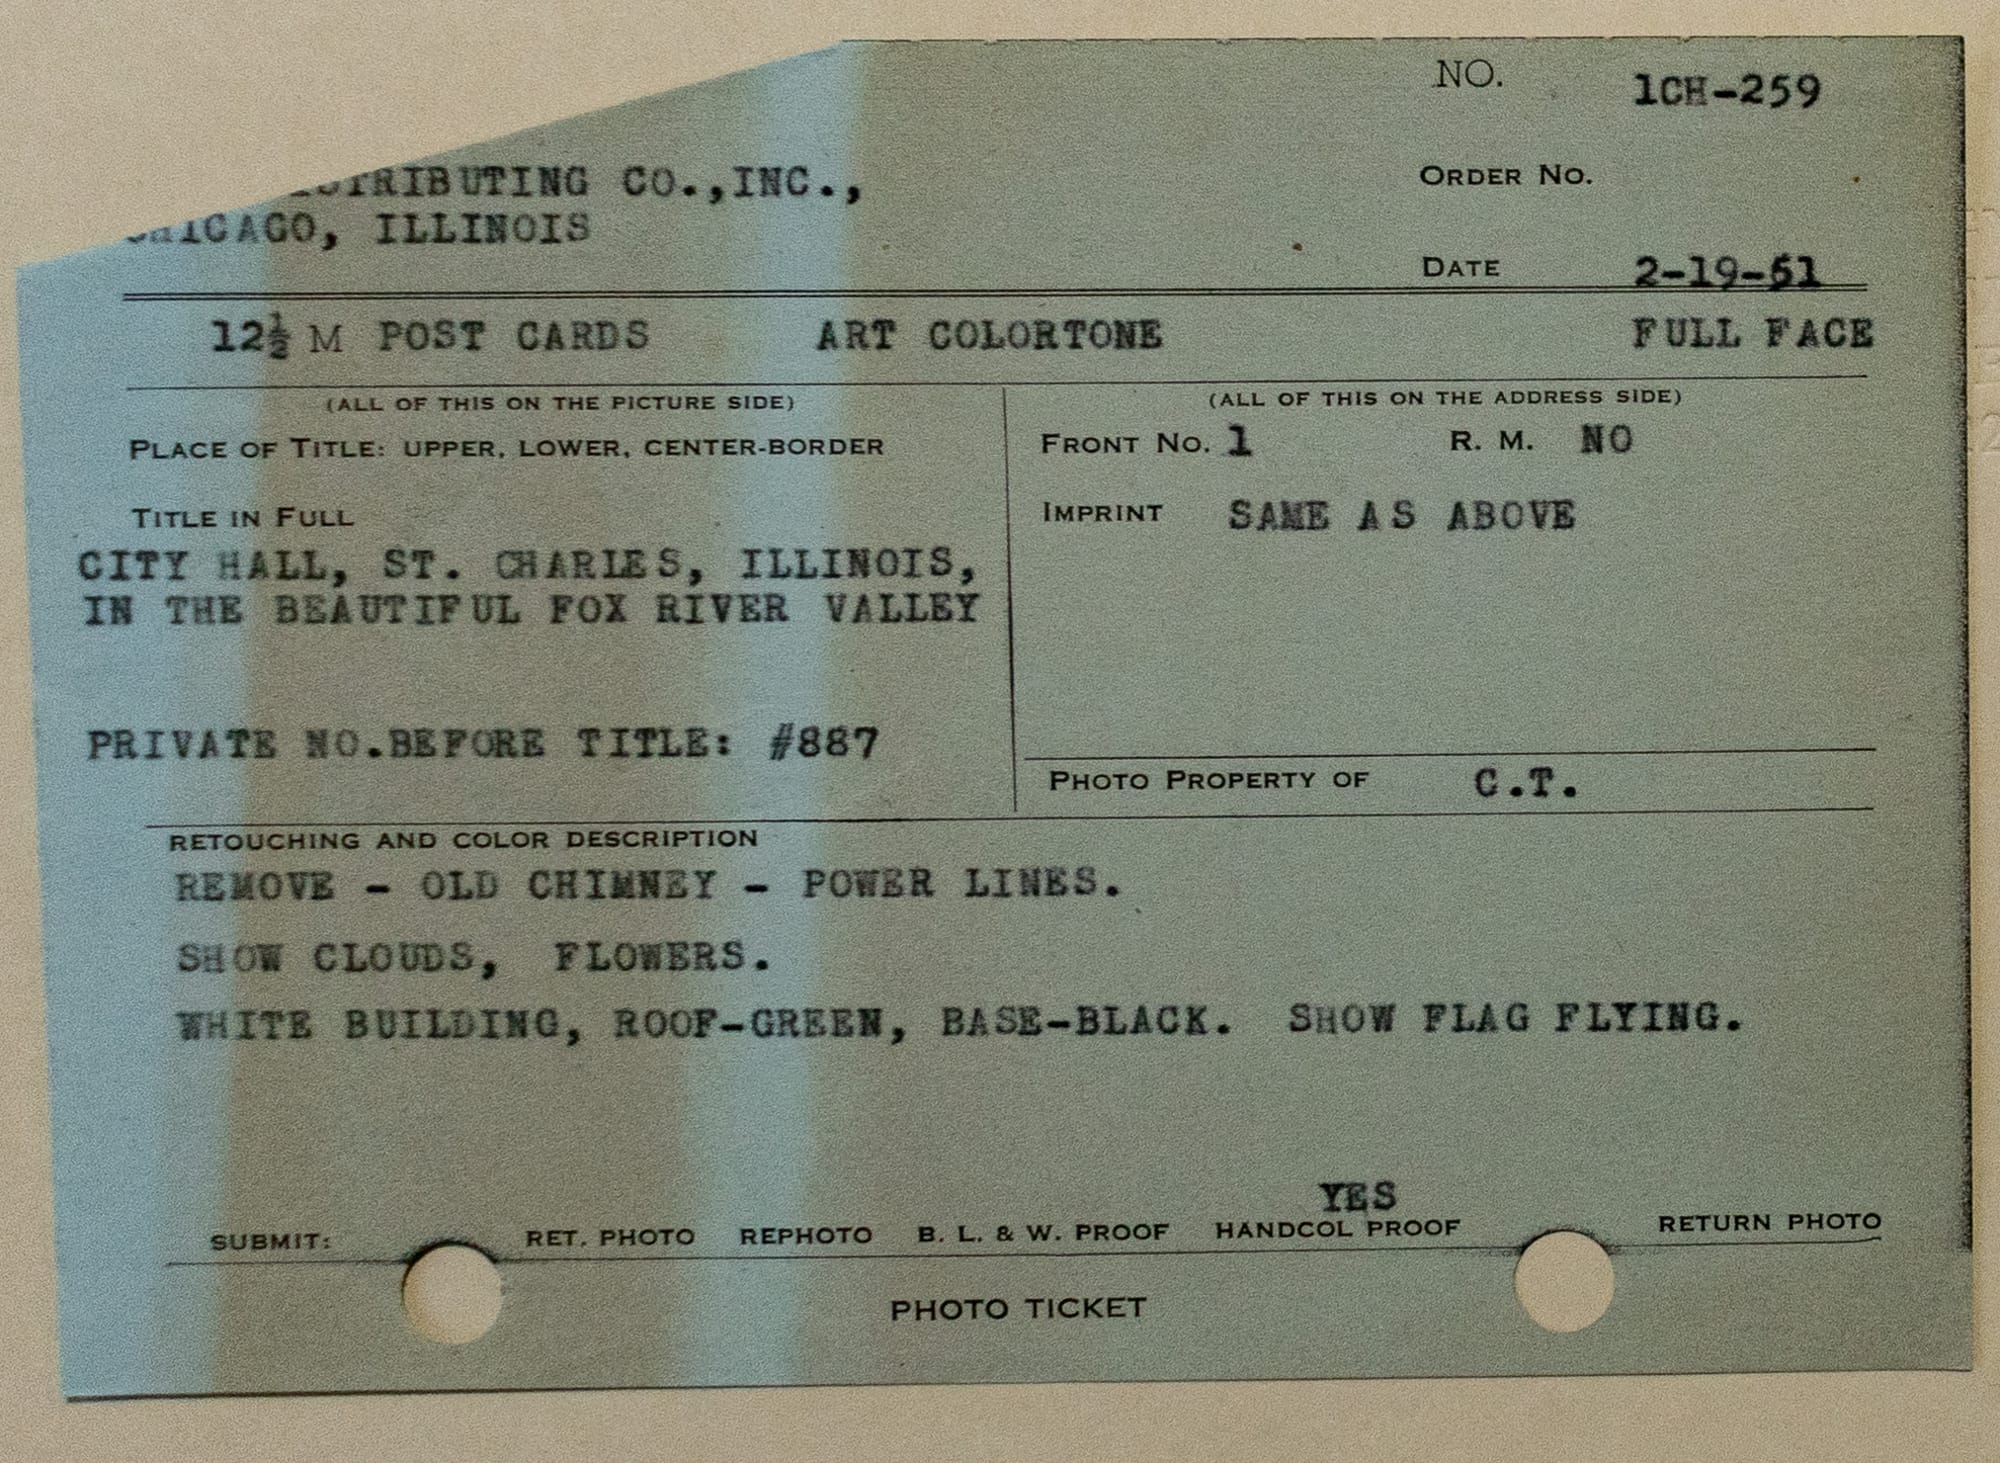 NO. 1CH-259
DISTRIBUTING CO.,INC.,
ORDER NO.
CHICAGO, ILLINOIS
DATE 2-19-51
12½ M POST CARDS ART COLORTONE FULL FACE
(ALL OF THIS ON THE PICTURE SIDE)
PLACE OF TITLE: UPPER, LOWER, CENTER-BORDER
TITLE IN FULL
CITY HALL, ST. CHARLES, ILLINOIS,
IN THE BEAUTIFUL FOX RIVER VALLEY
PRIVATE NO.BEFORE TITLE: #887
(ALL OF THIS ON THE ADDRESS SIDE)
FRONT NO. 1 R. M. NO
IMPRINT SAME AS ABOVE
PHOTO PROPERTY OF C.T.
RETOUCHING AND COLOR DESCRIPTION
REMOVE - OLD CHIMNEY - POWER LINES.
SHOW CLOUDS, FLOWERS.
WHITE BUILDING, ROOF-GREEN, BASE-BLACK. SHOW FLAG FLYING.
YES
SUBMIT: RET. PHOTO REPHOTO B. L. & W. PROOF HANDCOL PROOF RETURN PHOTO
PHOTO TICKET